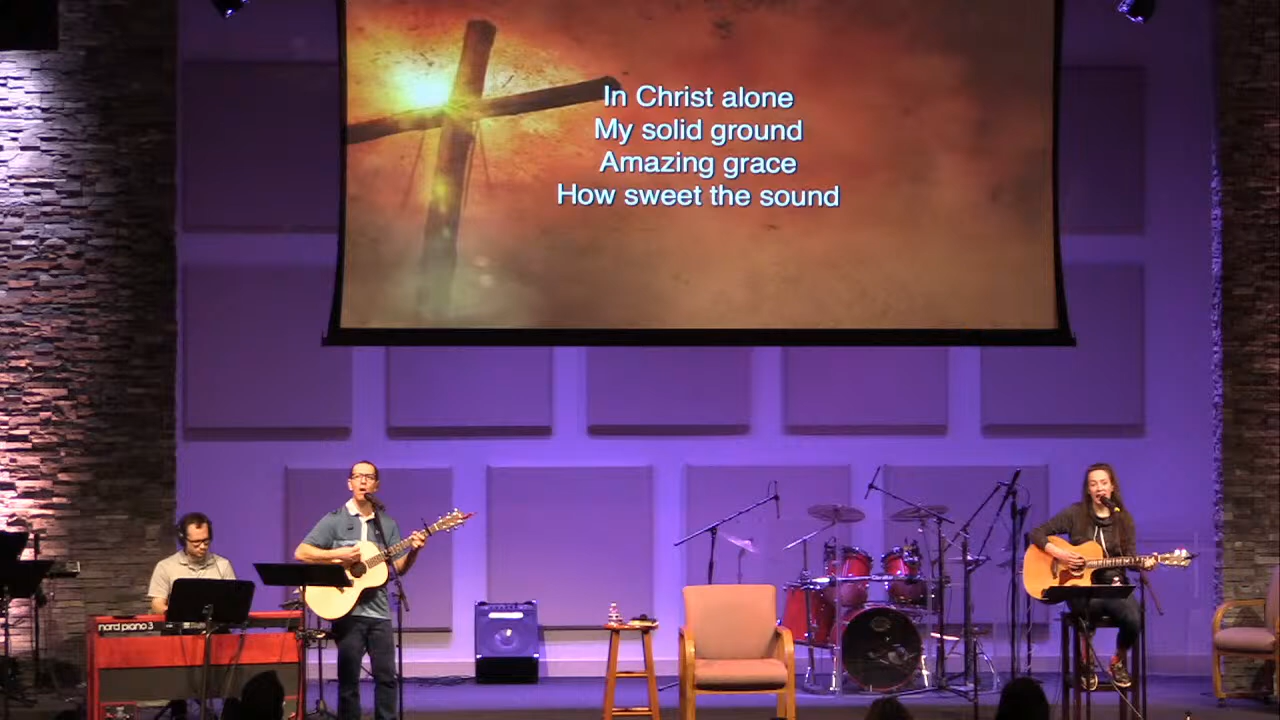 In Christ alone
My solid ground
Amazing grace
How sweet the sound
nord piano 3